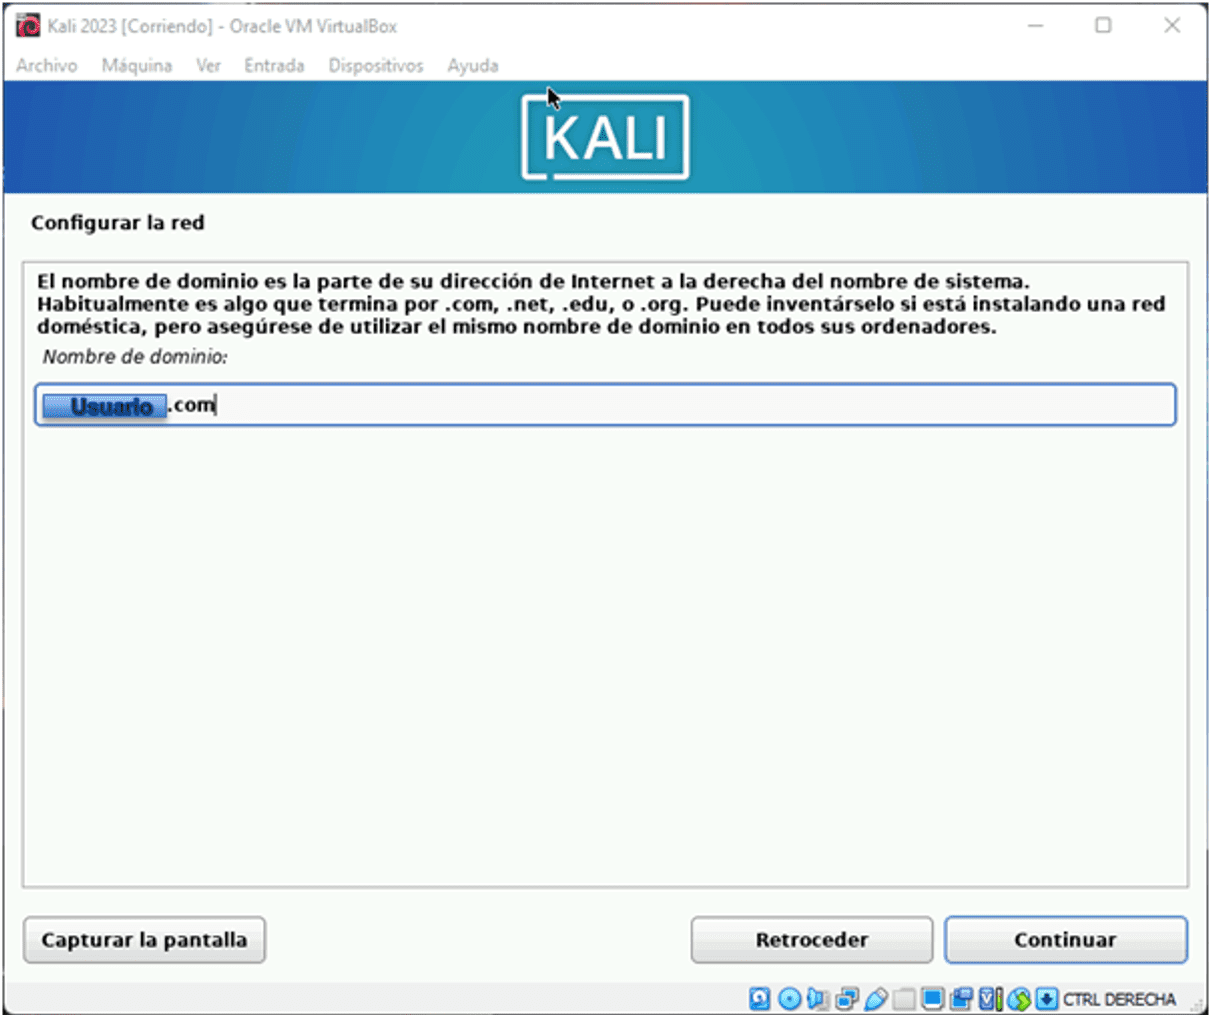 Kali 2023 [Corriendo] - Oracle VM VirtualBox
Archivo Máquina Ver Entrada Dispositivos Ayuda
KALI
Configurar la red
El nombre de dominio es la parte de su dirección de Internet a la derecha del nombre de sistema.
Habitualmente es algo que termina por .com, .net, .edu, o .org. Puede inventárselo si está instalando una red
doméstica, pero asegúrese de utilizar el mismo nombre de dominio en todos sus ordenadores.
Nombre de dominio:
Usuario.com
Capturar la pantalla Retroceder Continuar
CTRL DERECHA